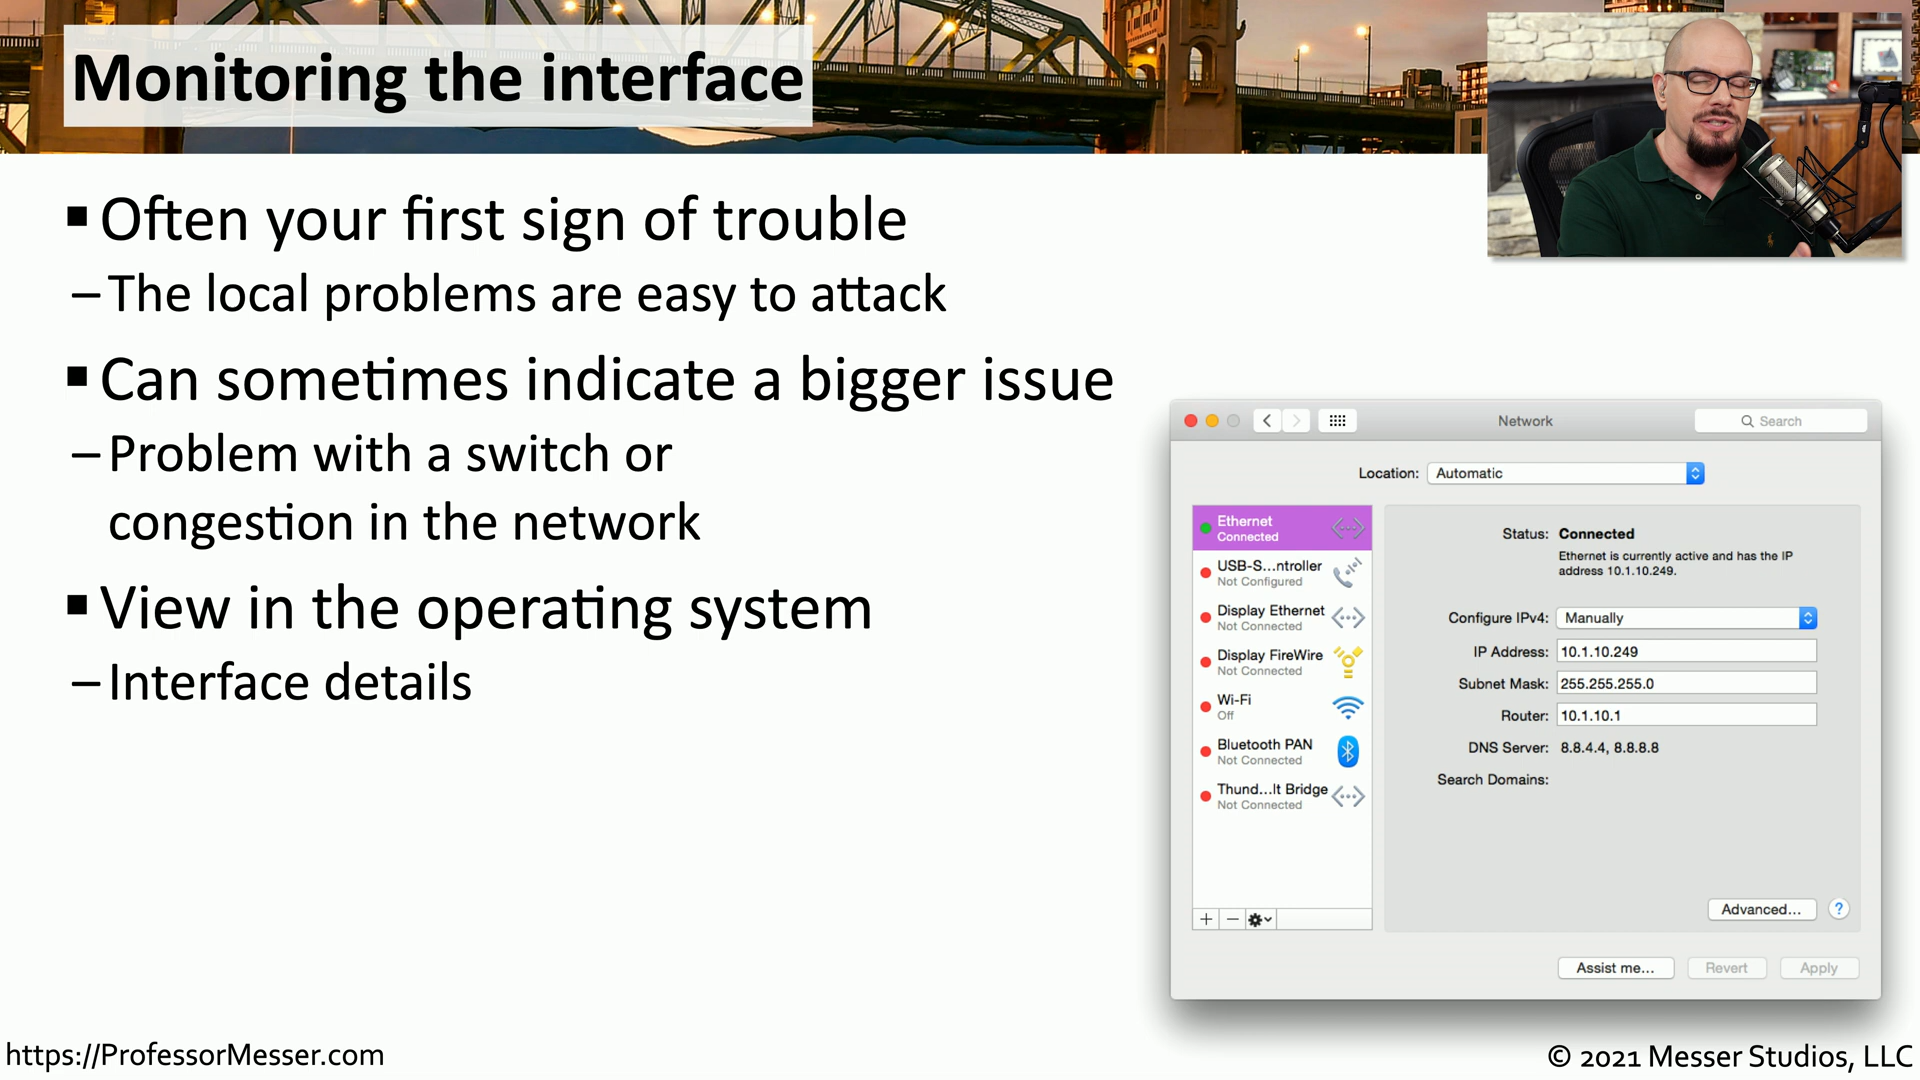 Monitoring the interface
Often your first sign of trouble
–The local problems are easy to attack
Can sometimes indicate a bigger issue
–Problem with a switch or
congestion in the network
View in the operating system
–Interface details
Network
Search
Location: Automatic
Ethernet
Connected
USB-S...ntroller
Not Configured
Display Ethernet
Not Connected
Display FireWire
Not Connected
Wi-Fi
Off
Bluetooth PAN
Not Connected
Thund...lt Bridge
Not Connected
Status: Connected
Ethernet is currently active and has the IP
address 10.1.10.249.
Configure IPv4: Manually
IP Address: 10.1.10.249
Subnet Mask: 255.255.255.0
Router: 10.1.10.1
DNS Server: 8.8.4.4, 8.8.8.8
Search Domains:
Advanced...
?
Assist me...
Revert
Apply
https://ProfessorMesser.com
© 2021 Messer Studios, LLC